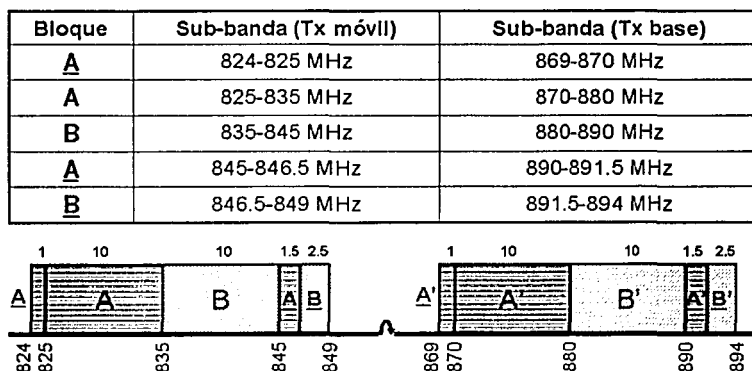 Bloque Sub-banda (Tx móvil) Sub-banda (Tx base)
A 824-825 MHz 869-870 MHz
A 825-835 MHz 870-880 MHz
B 835-845 MHz 880-890 MHz
A 845-846.5 MHz 890-891.5 MHz
B 846.5-849 MHz 891.5-894 MHz
1 10 10 1.5 2.5 1 10 10 1.5 2.5
A A B A B A' A' B' A' B'
824 825 835 845 849 869 870 880 890 894